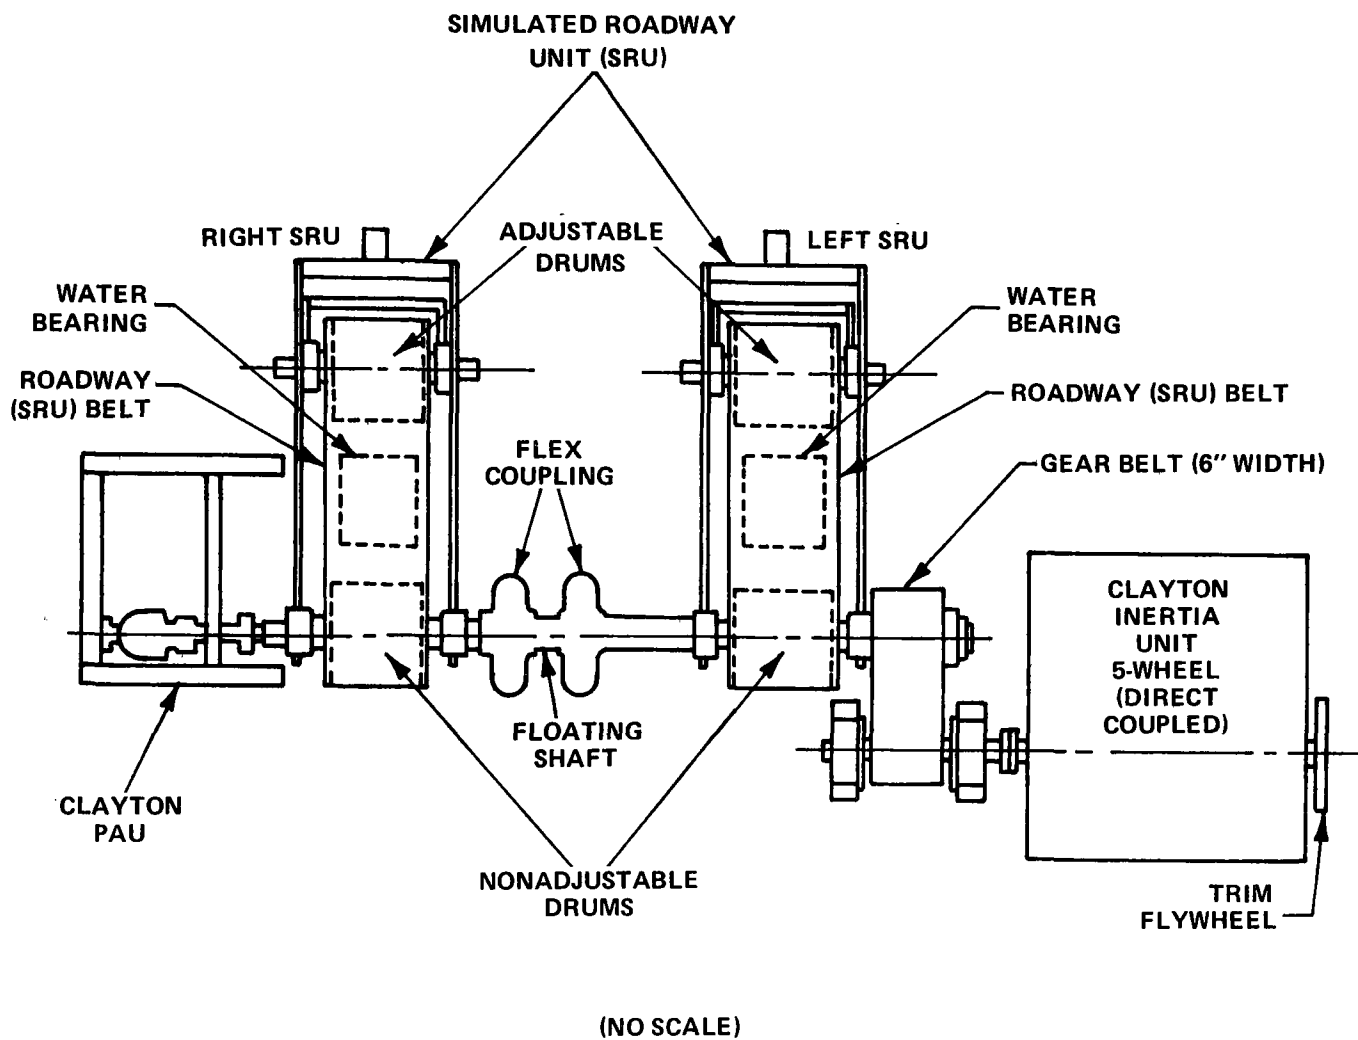 SIMULATED ROADWAY
UNIT (SRU)
RIGHT SRU
ADJUSTABLE
DRUMS
LEFT SRU
WATER
BEARING
WATER
BEARING
ROADWAY
(SRU) BELT
ROADWAY (SRU) BELT
FLEX
COUPLING
GEAR BELT (6" WIDTH)
CLAYTON
INERTIA
UNIT
5-WHEEL
(DIRECT
COUPLED)
FLOATING
SHAFT
CLAYTON
PAU
NONADJUSTABLE
DRUMS
TRIM
FLYWHEEL
(NO SCALE)